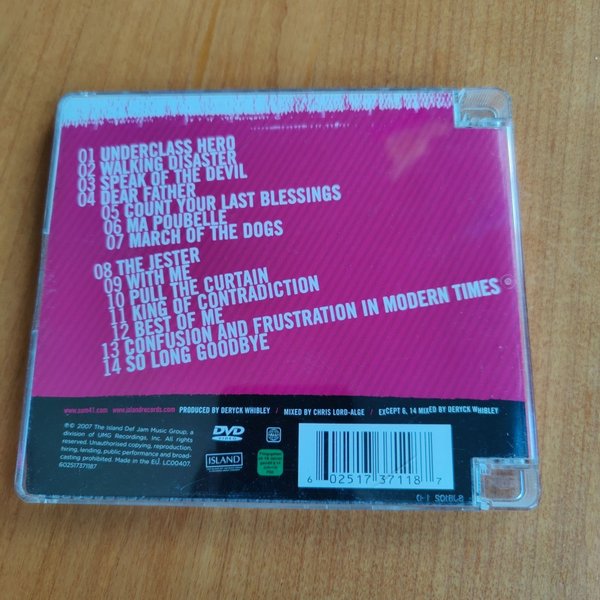 01 UNDERCLASS HERO
02 WALKING DISASTER
03 SPEAK OF THE DEVIL
04 DEAR FATHER
05 COUNT YOUR LAST BLESSINGS
06 MA POUBELLE
07 MARCH OF THE DOGS
08 THE JESTER
09 WITH ME
10 PULL THE CURTAIN
11 KING OF CONTRADICTION
12 BEST OF ME
13 CONFUSION AND FRUSTRATION IN MODERN TIMES
14 SO LONG GOODBYE
www.sum41.com www.islandrecords.com PRODUCED BY DERYCK WHIBLEY / MIXED BY CHRIS LORD-ALGE / EXCEPT 6, 14 MIXED BY DERYCK WHIBLEY
℗© 2007 The Island Def Jam Music Group, a
division of UMG Recordings, Inc. All rights
reserved. Unauthorised copying, reproduction,
hiring, lending, public performance and broad-
casting prohibited. Made in the EU. LC00407.
602517371187
DVD
VIDEO
ISLAND
6 02517 37118 7